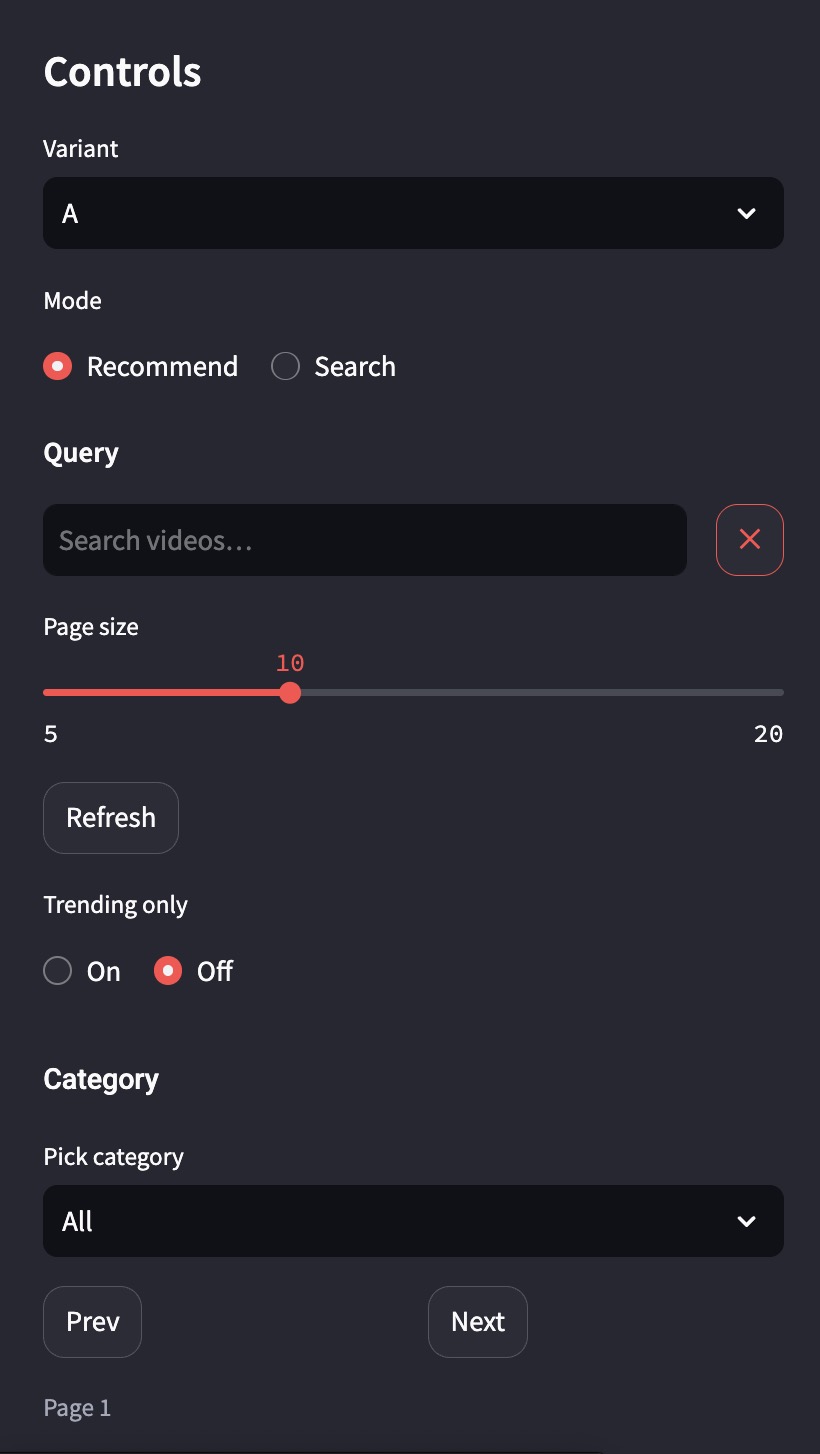 Controls
Variant
A
Mode
Recommend Search
Query
Search videos...
Page size
10
5 20
Refresh
Trending only
On Off
Category
Pick category
All
Prev Next
Page 1